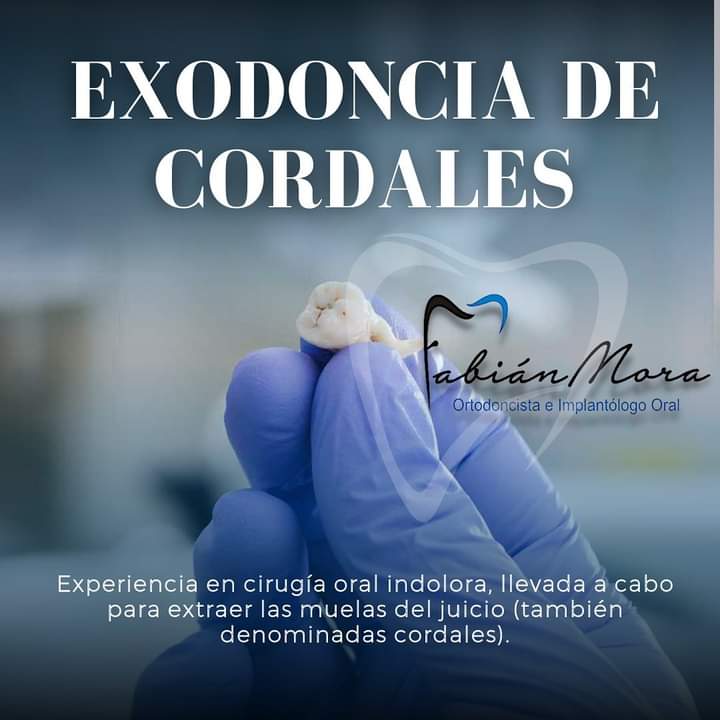 EXODONCIA DE
CORDALES
Fabián Mora
Ortodoncista e Implantólogo Oral
Experiencia en cirugía oral indolora, llevada a cabo
para extraer las muelas del juicio (también
denominadas cordales).